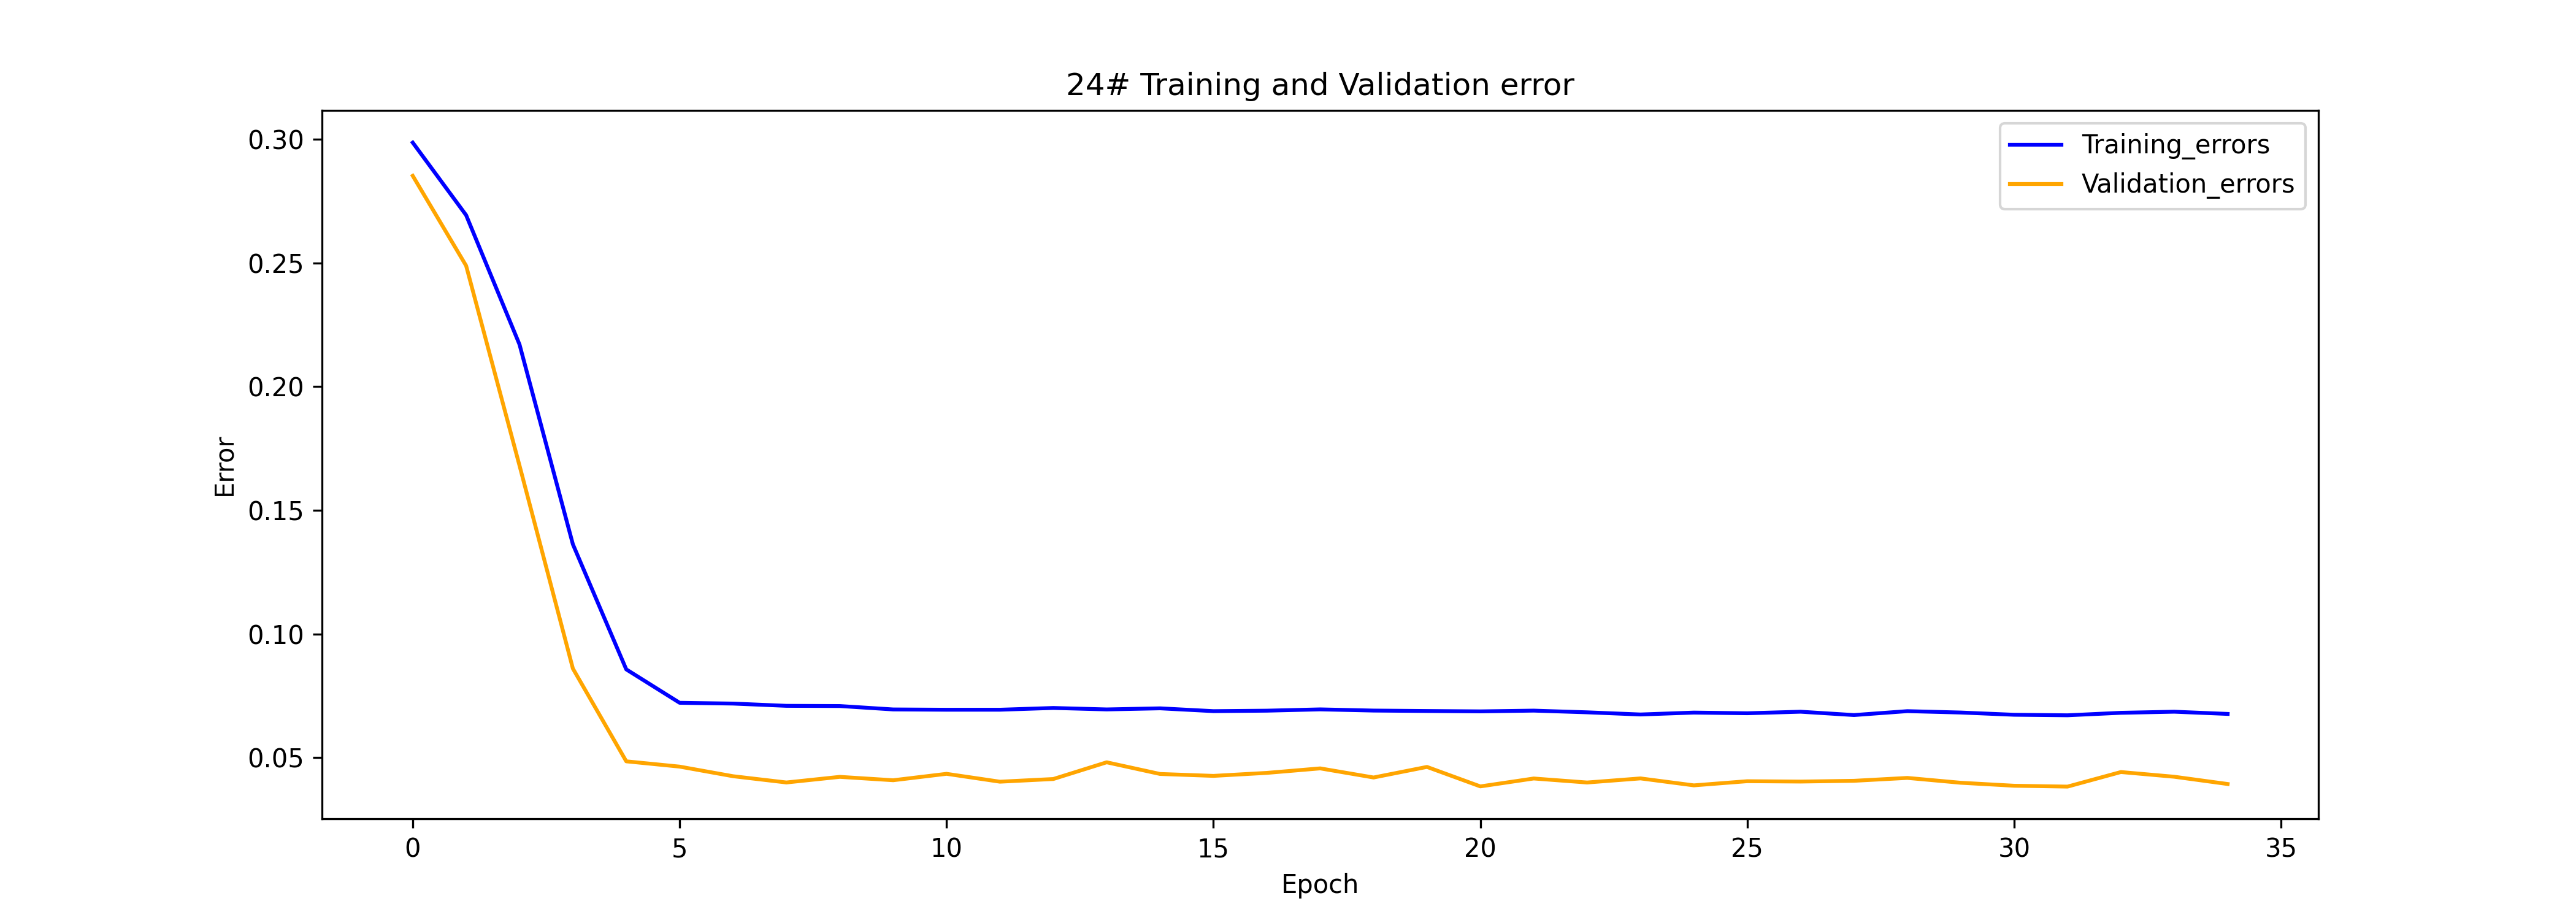 24# Training and Validation error
Training_errors
Validation_errors
0.30
0.25
0.20
0.15
0.10
0.05
Error
0
5
10
15
20
25
30
35
Epoch